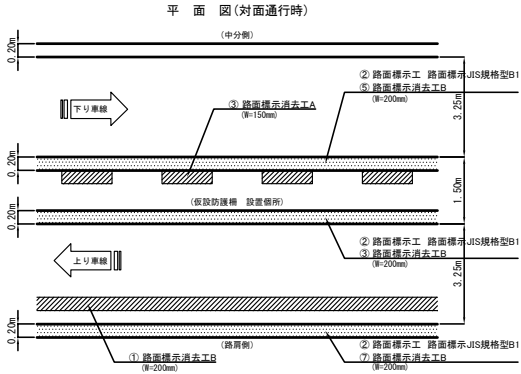 平 面 図(対面通行時)
(中分側)
0.20m
② 路面標示工 路面標示JIS規格型B1
⑤ 路面標示消去工B
(W=200mm)
下り車線
③ 路面標示消去工A
(W=150mm)
3.25m
0.20m
1.50m
(仮設防護柵 設置個所)
0.20m
② 路面標示工 路面標示JIS規格型B1
③ 路面標示消去工B
(W=200mm)
上り車線
3.25m
0.20m
(路肩側)
① 路面標示消去工B
(W=200mm)
② 路面標示工 路面標示JIS規格型B1
⑦ 路面標示消去工B
(W=200mm)